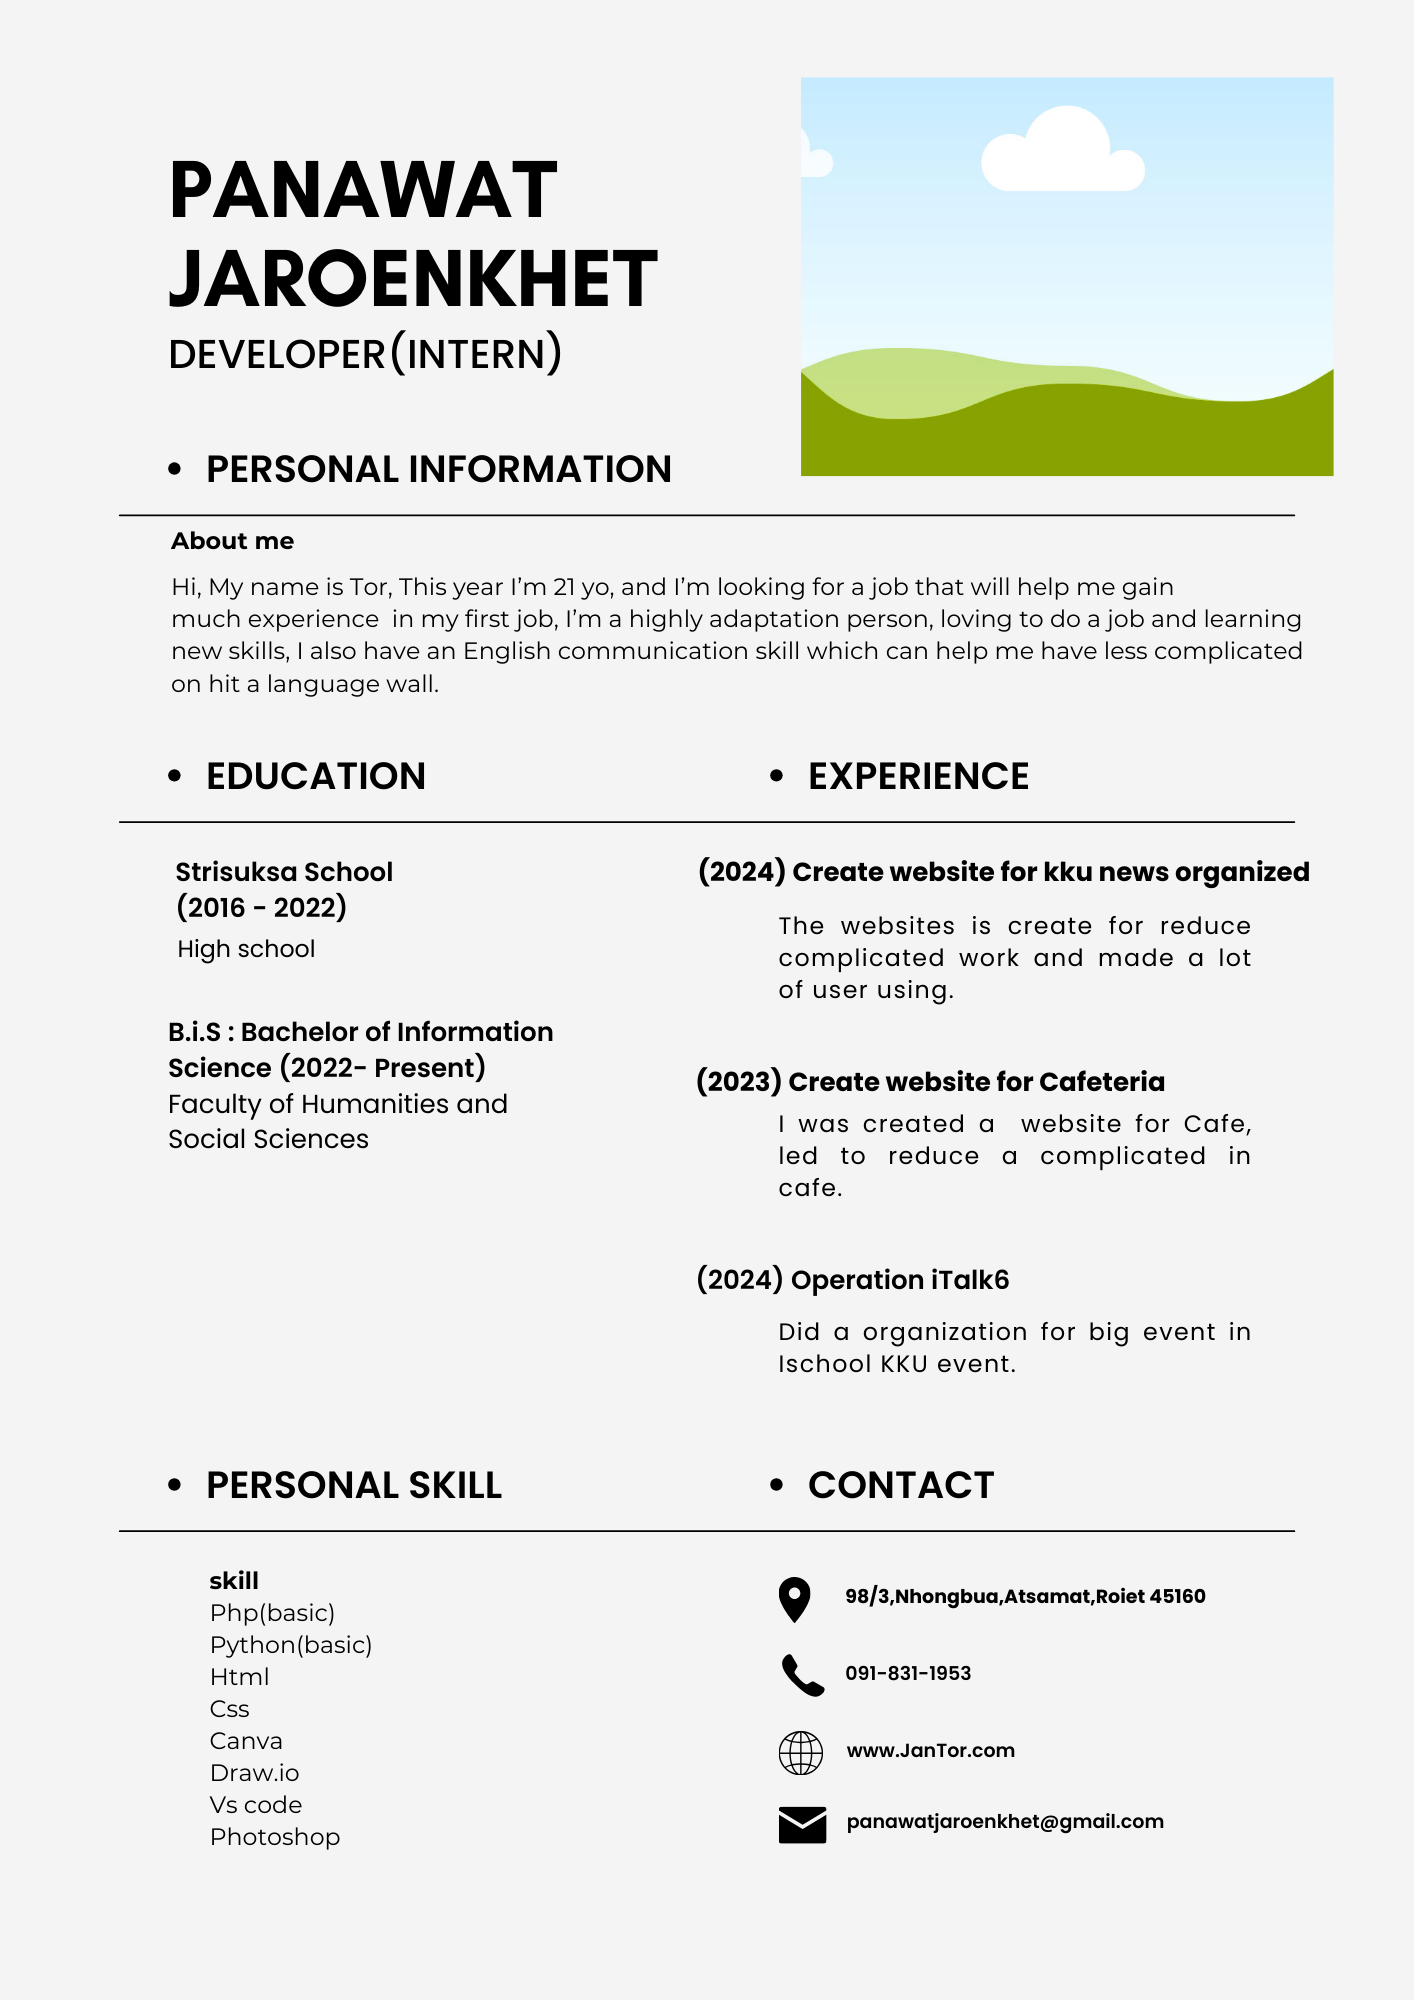 PANAWAT
JAROENKHET
DEVELOPER(INTERN)
• PERSONAL INFORMATION
About me
Hi, My name is Tor, This year I’m 21 yo, and I’m looking for a job that will help me gain
much experience  in my first job, I’m a highly adaptation person, loving to do a job and learning
new skills, I also have an English communication skill which can help me have less complicated
on hit a language wall.
• EDUCATION
Strisuksa School
(2016 - 2022)
High school
B.i.S : Bachelor of Information
Science (2022- Present)
Faculty of Humanities and
Social Sciences
• EXPERIENCE
(2024) Create website for kku news organized
The websites is create for reduce
complicated work and made a lot
of user using.
(2023) Create website for Cafeteria
I was created a  website for Cafe,
led to reduce a complicated in
cafe.
(2024) Operation iTalk6
Did a organization for big event in
Ischool KKU event.
• PERSONAL SKILL
skill
Php(basic)
Python(basic)
Html
Css
Canva
Draw.io
Vs code
Photoshop
• CONTACT
98/3,Nhongbua,Atsamat,Roiet 45160
091-831-1953
www.JanTor.com
panawatjaroenkhet@gmail.com